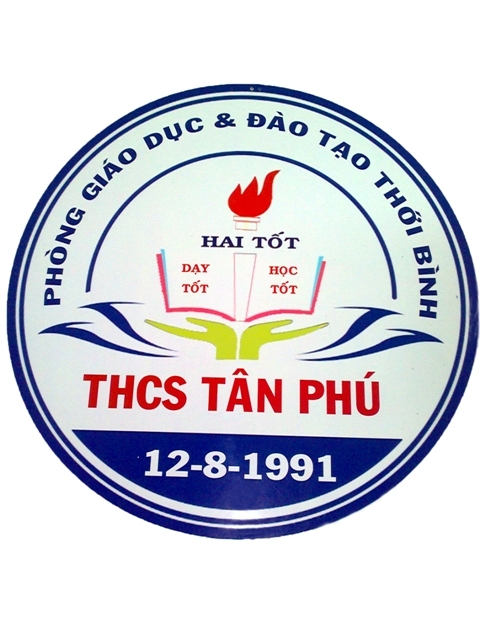 PHÒNG GIÁO DỤC & ĐÀO TẠO THỚI BÌNH
HAI TỐT
DẠY TỐT
HỌC TỐT
THCS TÂN PHÚ
12-8-1991